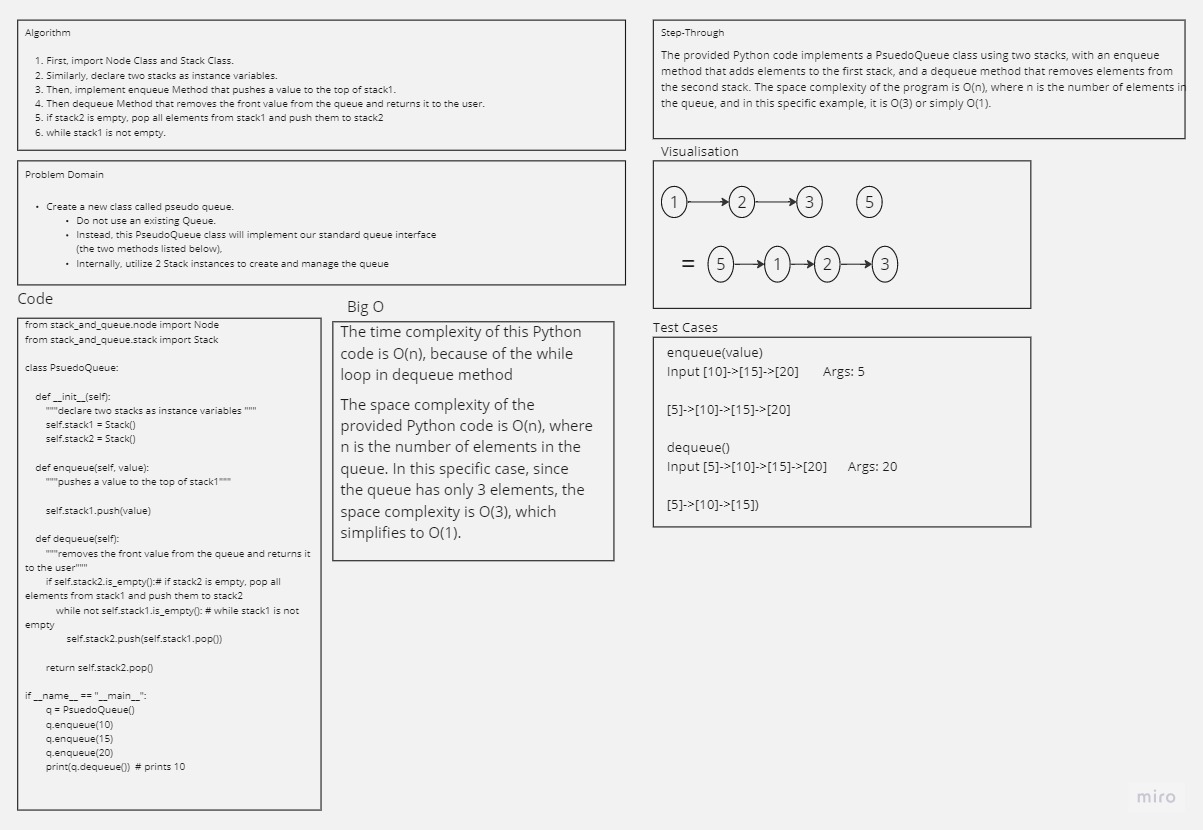 Algorithm
1. First, import Node Class and Stack Class.
2. Similarly, declare two stacks as instance variables.
3. Then, implement enqueue Method that pushes a value to the top of stack1.
4. Then dequeue Method that removes the front value from the queue and returns it to the user.
5. if stack2 is empty, pop all elements from stack1 and push them to stack2
6. while stack1 is not empty.
Problem Domain
• Create a new class called pseudo queue.
• Do not use an existing Queue.
• Instead, this PseudoQueue class will implement our standard queue interface
(the two methods listed below),
• Internally, utilize 2 Stack instances to create and manage the queue
Code
from stack_and_queue.node import Node
from stack_and_queue.stack import Stack
class PsuedoQueue:
def __init__(self):
"""declare two stacks as instance variables """
self.stack1 = Stack()
self.stack2 = Stack()
def enqueue(self, value):
"""pushes a value to the top of stack1"""
self.stack1.push(value)
def dequeue(self):
"""removes the front value from the queue and returns it
to the user"""
if self.stack2.is_empty():# if stack2 is empty, pop all
elements from stack1 and push them to stack2
while not self.stack1.is_empty(): # while stack1 is not
empty
self.stack2.push(self.stack1.pop())
return self.stack2.pop()
if __name__ == "__main__":
q = PsuedoQueue()
q.enqueue(10)
q.enqueue(15)
q.enqueue(20)
print(q.dequeue())  # prints 10
Big O
The time complexity of this Python
code is O(n), because of the while
loop in dequeue method
The space complexity of the
provided Python code is O(n), where
n is the number of elements in the
queue. In this specific case, since
the queue has only 3 elements, the
space complexity is O(3), which
simplifies to O(1).
Step-Through
The provided Python code implements a PsuedoQueue class using two stacks, with an enqueue
method that adds elements to the first stack, and a dequeue method that removes elements from
the second stack. The space complexity of the program is O(n), where n is the number of elements in
the queue, and in this specific example, it is O(3) or simply O(1).
Visualisation
1 2 3 5
= 5 1 2 3
Test Cases
enqueue(value)
Input [10]->[15]->[20] Args: 5
[5]->[10]->[15]->[20]
dequeue()
Input [5]->[10]->[15]->[20] Args: 20
[5]->[10]->[15])
miro